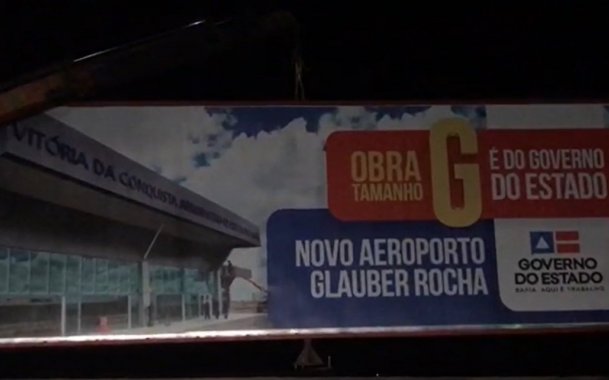 VITÓRIA DA CONQUISTA
OBRA
TAMANHO
G
É DO GOVERNO
DO ESTADO
NOVO AEROPORTO
GLAUBER ROCHA
GOVERNO
DO ESTADO
BAHIA AQUI É TRABALHO